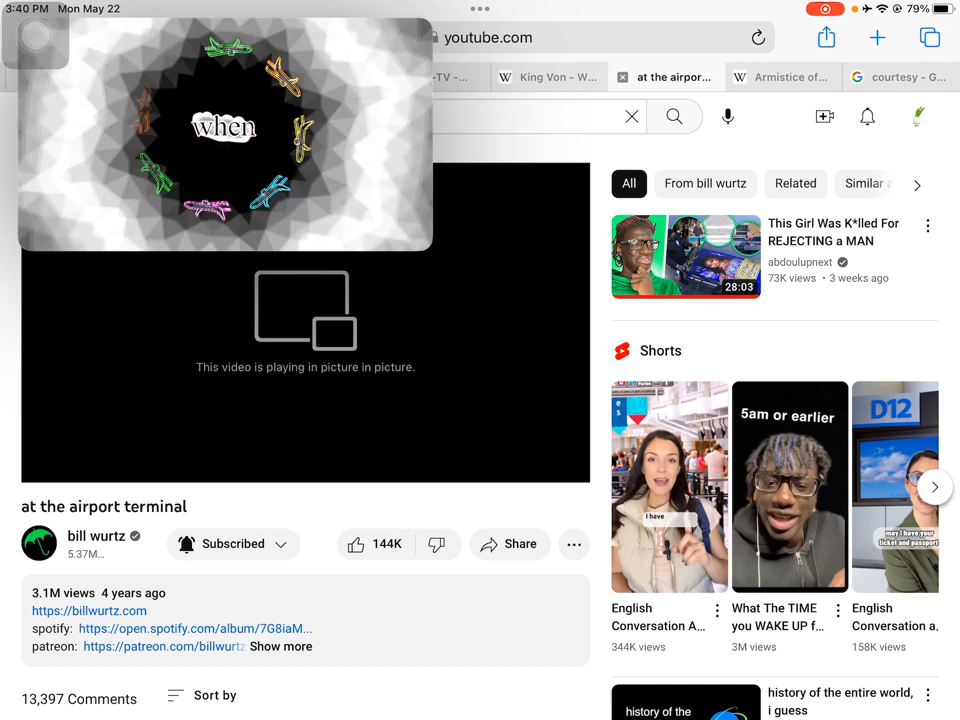 3:40 PM Mon May 22
79%
youtube.com
-TV -...
King Von - W...
at the airpor...
Armistice of...
courtesy - G...
when
All
From bill wurtz
Related
Similar
This Girl Was K*lled For
REJECTING a MAN
abdoulupnext
73K views • 3 weeks ago
28:03
This video is playing in picture in picture.
Shorts
I have
5am or earlier
D12
may I have your
ticket and passport
English
Conversation A...
344K views
What The TIME
you WAKE UP f...
3M views
English
Conversation a.
158K views
at the airport terminal
bill wurtz
5.37M...
Subscribed
144K
Share
3.1M views 4 years ago
https://billwurtz.com
spotify: https://open.spotify.com/album/7G8iaM...
patreon: https://patreon.com/billwurtz Show more
13,397 Comments
Sort by
history of the
history of the entire world,
i guess